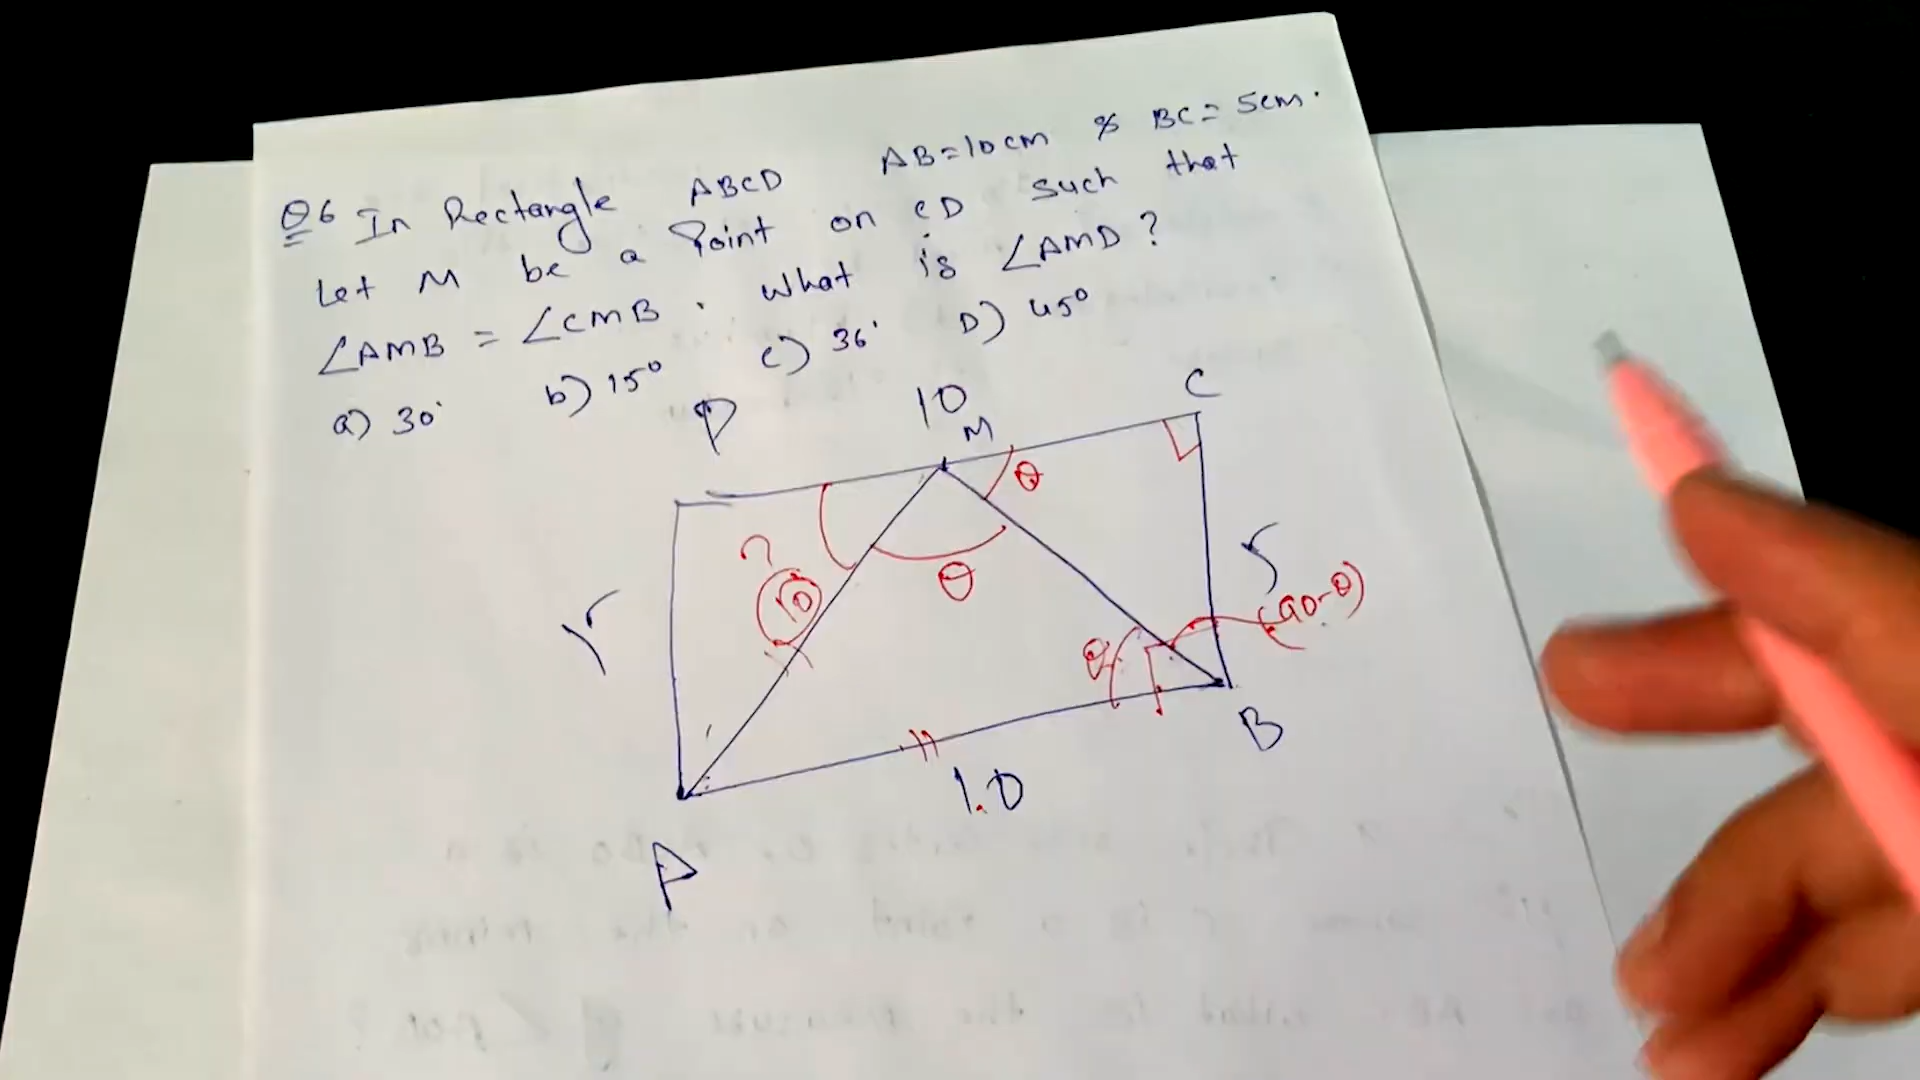 Q6 In Rectangle ABCD AB=10cm & BC=5cm.
Let M be a Point on CD such that
∠AMB = ∠CMB . What is ∠AMD?
a) 30° b) 15° c) 36° D) 45°
D 10 M C
θ
? 10 θ 5
5 θ (90-θ)
10 B
A